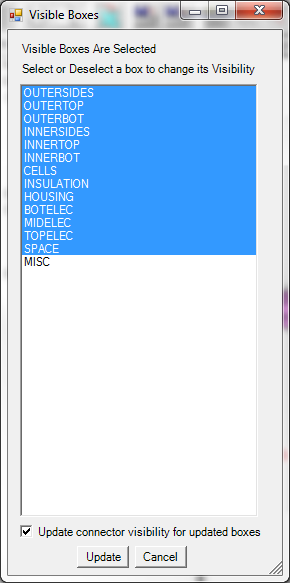 Visible Boxes
Visible Boxes Are Selected
Select or Deselect a box to change its Visibility
OUTERSIDES
OUTERTOP
OUTERBOT
INNERSIDES
INNERTOP
INNERBOT
CELLS
INSULATION
HOUSING
BOTELEC
MIDELEC
TOPELEC
SPACE
MISC
Update connector visibility for updated boxes
Update Cancel